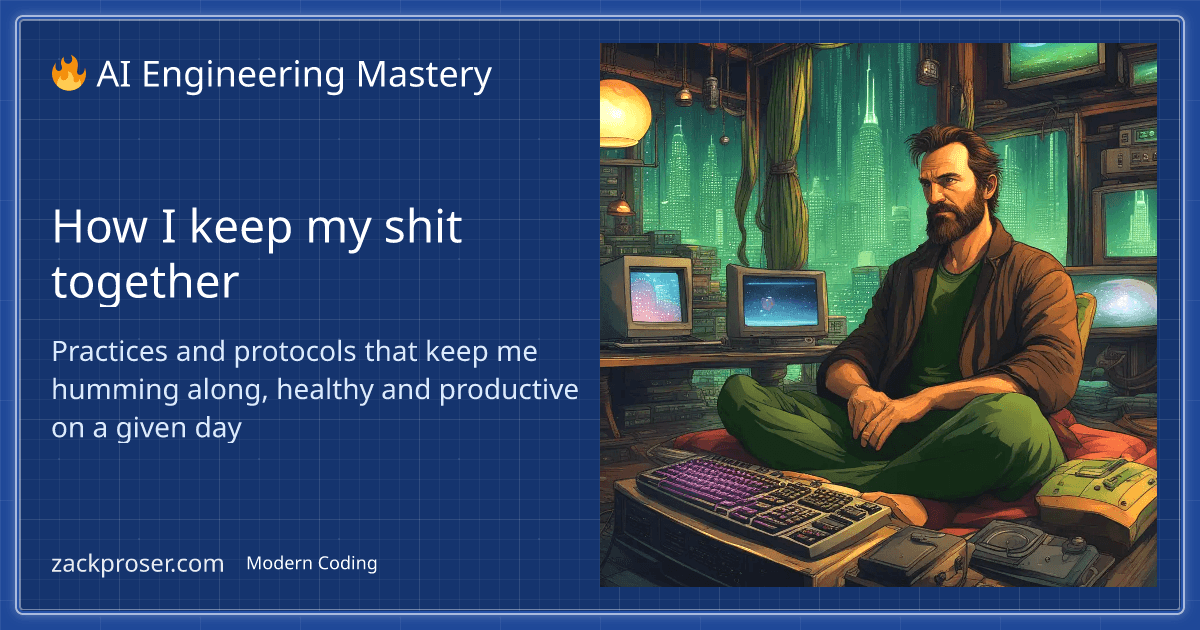 🔥 AI Engineering Mastery
How I keep my shit
together
Practices and protocols that keep me
humming along, healthy and productive
on a given day
zackproser.com Modern Coding